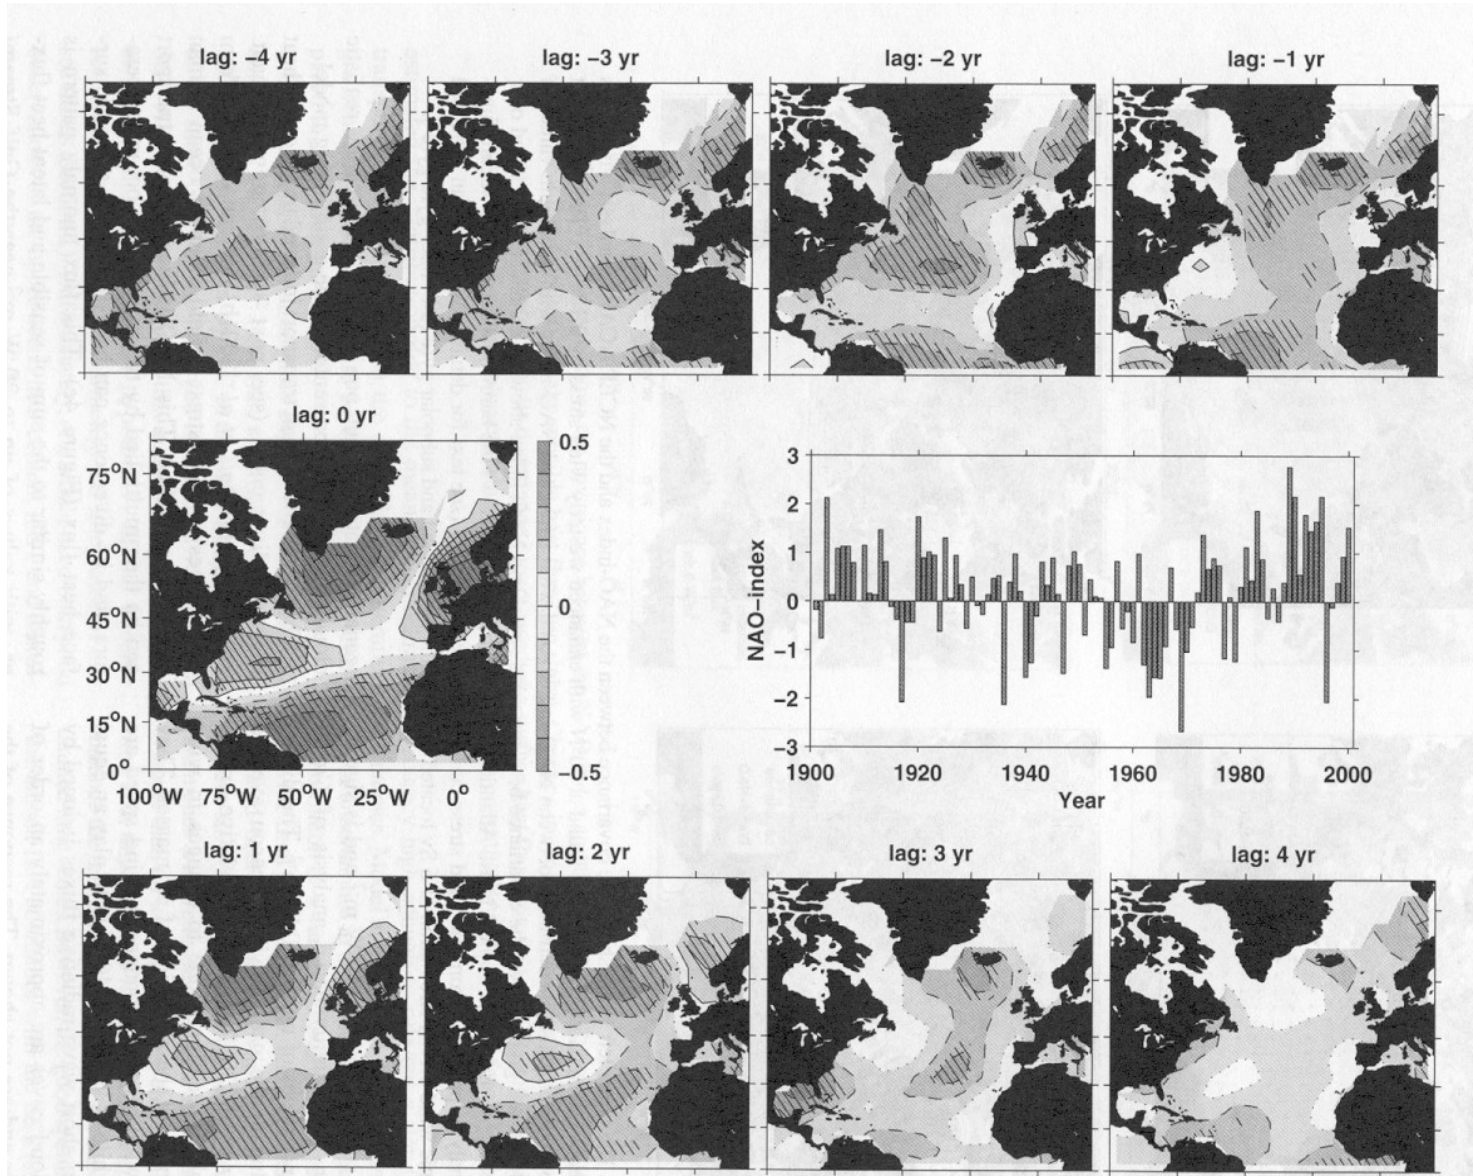 lag: −4 yr
lag: −3 yr
lag: −2 yr
lag: −1 yr
lag: 0 yr
75°N
60°N
45°N
30°N
15°N
0°
100°W 75°W 50°W 25°W 0°
0.5
0
−0.5
3
2
1
0
−1
−2
−3
NAO−index
1900 1920 1940 1960 1980 2000
Year
lag: 1 yr
lag: 2 yr
lag: 3 yr
lag: 4 yr